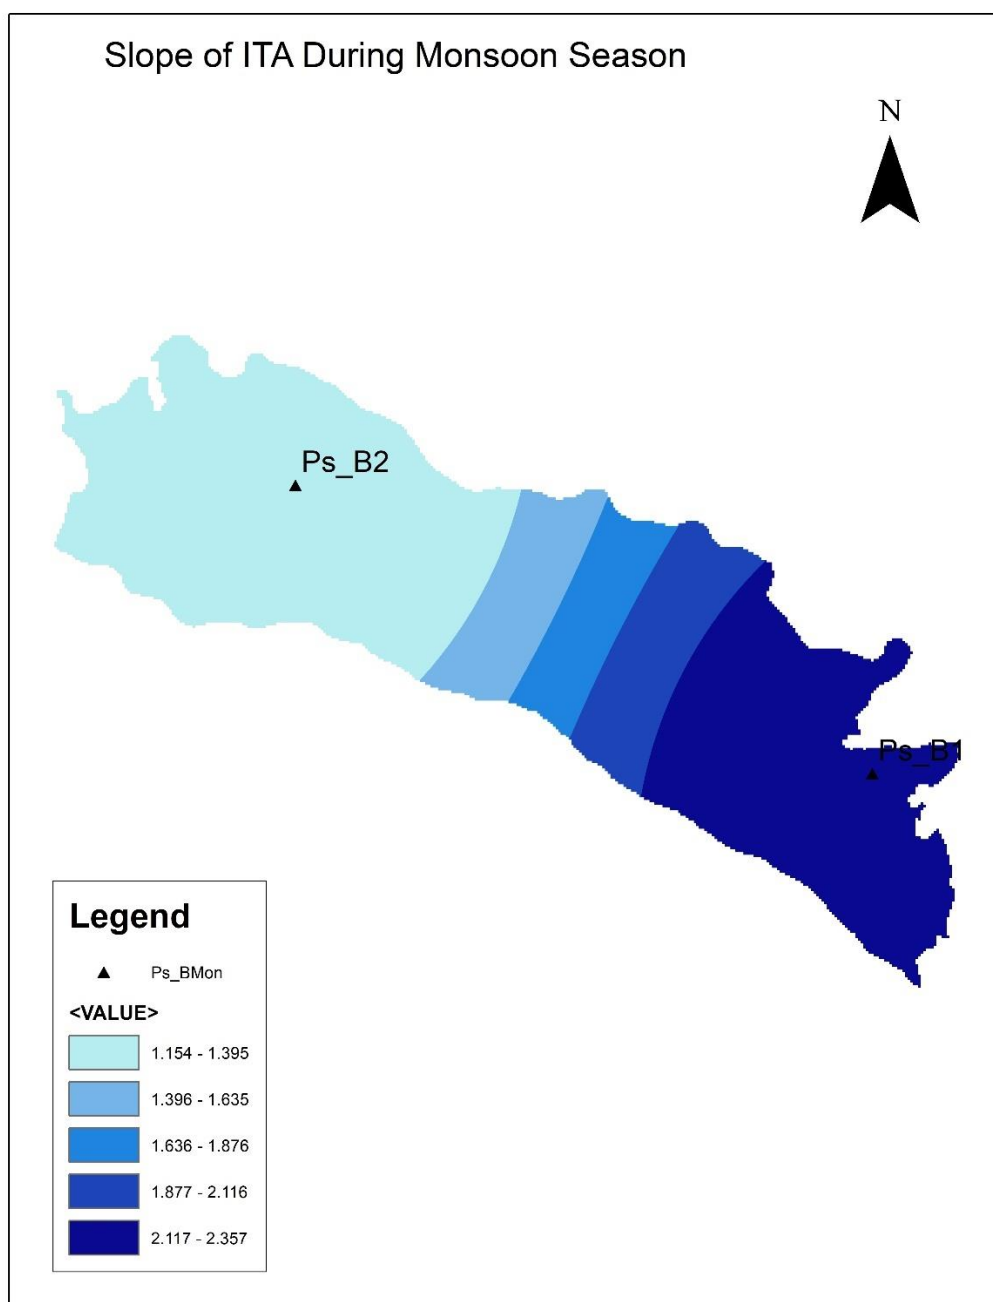 Slope of ITA During Monsoon Season
N
Ps_B2
Ps_B1
Legend
Ps_BMon
<VALUE>
1.154 - 1.395
1.396 - 1.635
1.636 - 1.876
1.877 - 2.116
2.117 - 2.357